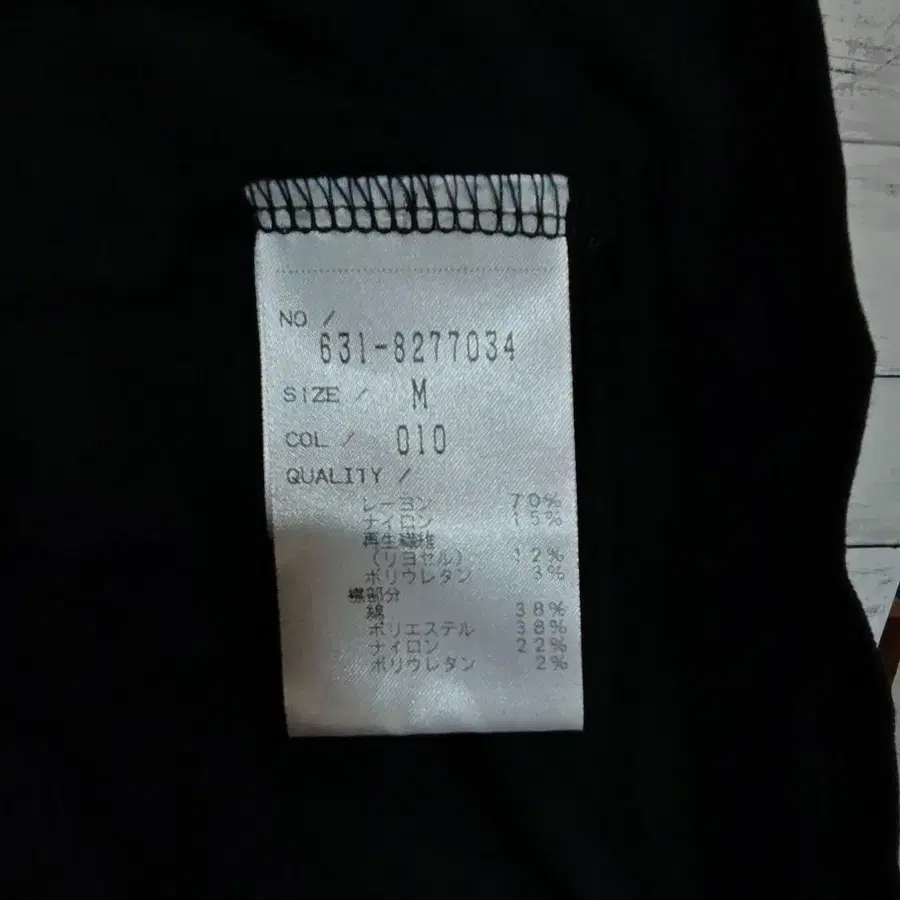 NO /
631-8277034
SIZE / M
COL / 010
QUALITY /
レーヨン 70%
ナイロン 15%
再生繊維
(リヨセル) 12%
ポリウレタン 3%
襟部分
綿 38%
ポリエステル 38%
ナイロン 22%
ポリウレタン 2%